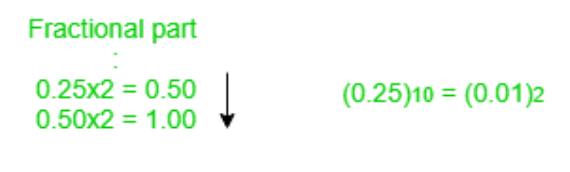 Fractional part
:
0.25x2 = 0.50
0.50x2 = 1.00
(0.25)10 = (0.01)2